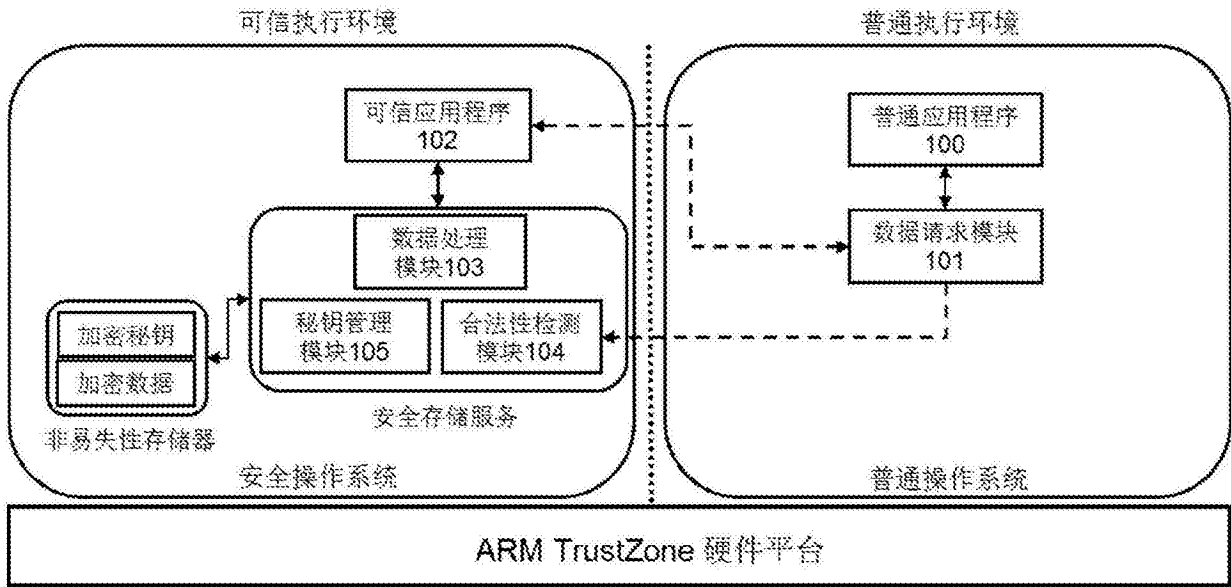 可信执行环境
普通执行环境
可信应用程序
102
普通应用程序
100
数据处理
模块103
数据请求模块
101
加密秘钥
加密数据
秘钥管理
模块105
合法性检测
模块104
安全存储服务
非易失性存储器
安全操作系统
普通操作系统
ARM TrustZone 硬件平台